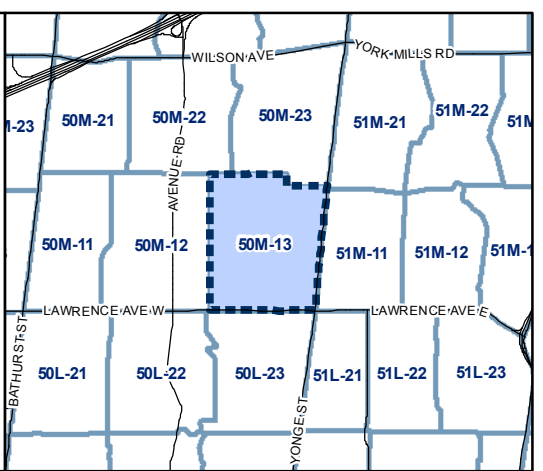 WILSON AVE
YORK MILLS RD
M-23
50M-21
50M-22
50M-23
51M-21
51M-22
51M
AVENUE RD
50M-11
50M-12
50M-13
51M-11
51M-12
51M-1
LAWRENCE AVE W
LAWRENCE AVE E
BATHURST ST
50L-21
50L-22
50L-23
51L-21
51L-22
51L-23
YONGE ST